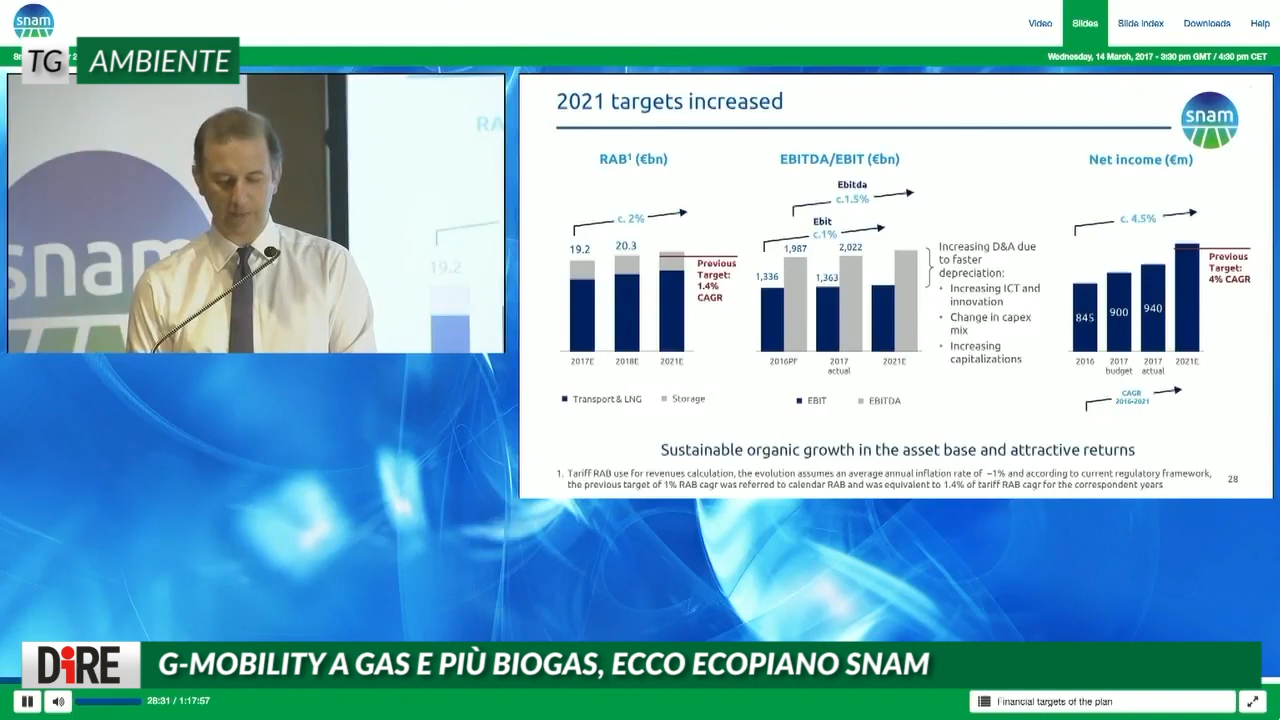 snam
Video
Slides
Slide index
Downloads
Help
TG AMBIENTE
Wednesday, 14 March, 2017 - 3:30 pm GMT / 4:30 pm CET
snam
19.2
2021 targets increased
snam
RAB¹ (€bn)
c. 2%
19.2
20.3
Previous
Target:
1.4%
CAGR
2017E
2018E
2021E
Transport & LNG
Storage
EBITDA/EBIT (€bn)
Ebitda
c.1.5%
Ebit
c.1%
1,336
1,987
1,363
2,022
2016PF
2017
actual
2021E
EBIT
EBITDA
Increasing D&A due
to faster
depreciation:
• Increasing ICT and
innovation
• Change in capex
mix
• Increasing
capitalizations
Net income (€m)
c. 4.5%
Previous
Target:
4% CAGR
845
900
940
2016
2017
budget
2017
actual
2021E
CAGR
2016-2021
Sustainable organic growth in the asset base and attractive returns
1. Tariff RAB use for revenues calculation, the evolution assumes an average annual inflation rate of ~1% and according to current regulatory framework,
the previous target of 1% RAB cagr was referred to calendar RAB and was equivalent to 1.4% of tariff RAB cagr for the correspondent years
28
DiRE
G-MOBILITY A GAS E PIÙ BIOGAS, ECCO ECOPIANO SNAM
28:31 / 1:17:57
Financial targets of the plan